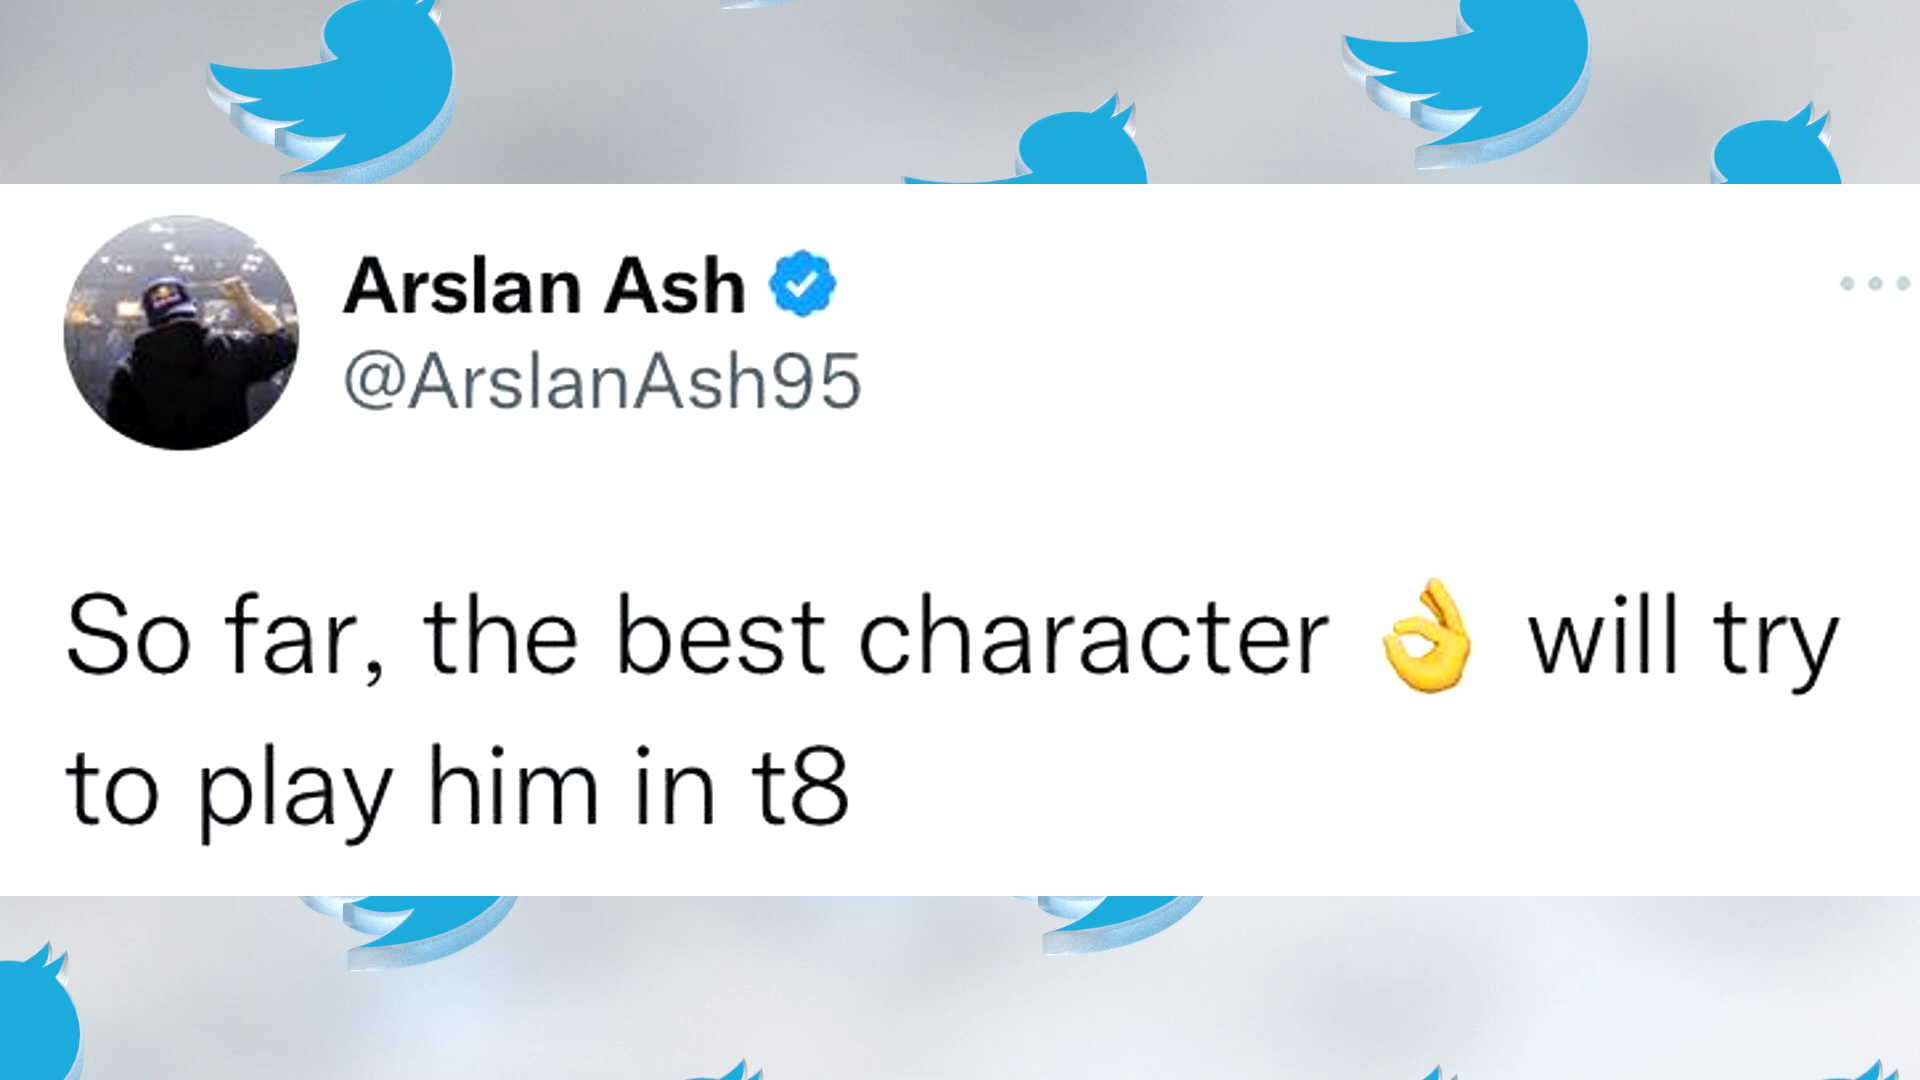 Arslan Ash
@ArslanAsh95
So far, the best character 👌 will try
to play him in t8